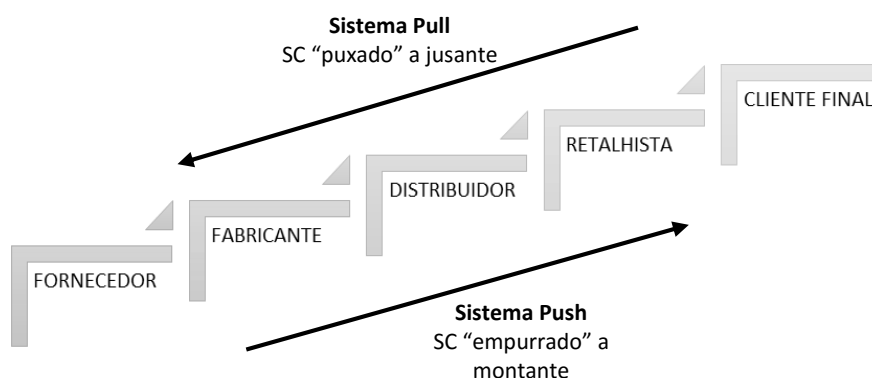 Sistema Pull
SC “puxado” a jusante
CLIENTE FINAL
RETALHISTA
DISTRIBUIDOR
FABRICANTE
FORNECEDOR
Sistema Push
SC “empurrado” a
montante